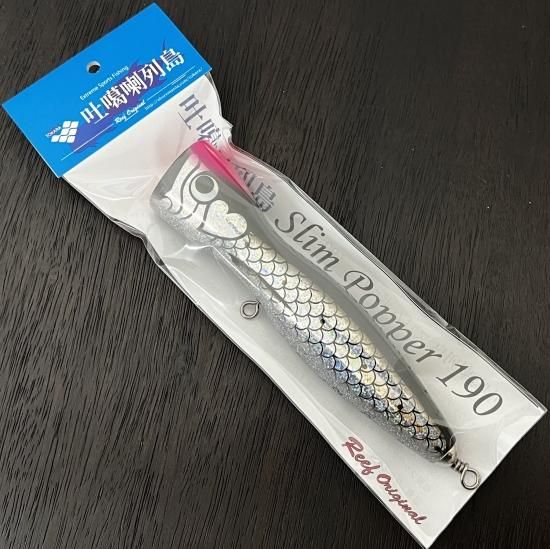 Extreme Sports Fishing
吐噶喇列島
Reef Original
吐噶喇列島
Slim Popper 190
Reef Original